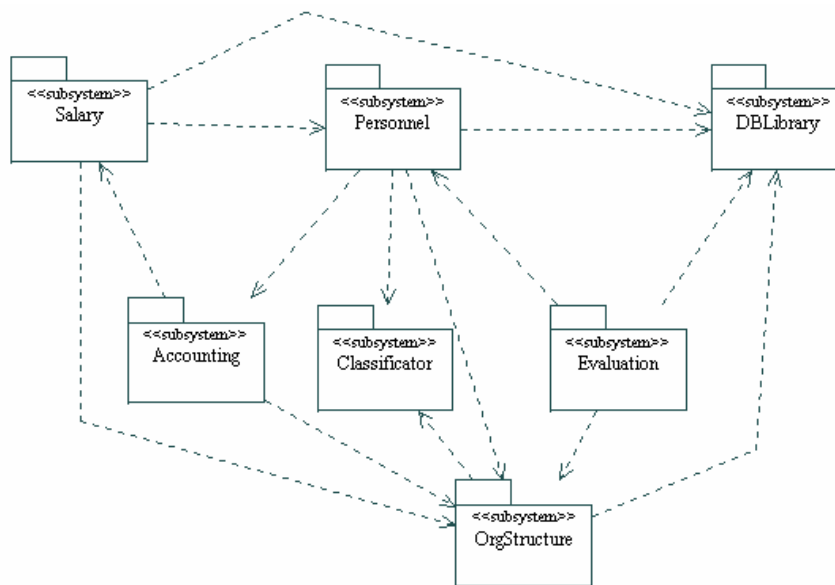 <<subsystem>>
Salary
<<subsystem>>
Personnel
<<subsystem>>
DBLibrary
<<subsystem>>
Accounting
<<subsystem>>
Classificator
<<subsystem>>
Evaluation
<<subsystem>>
OrgStructure